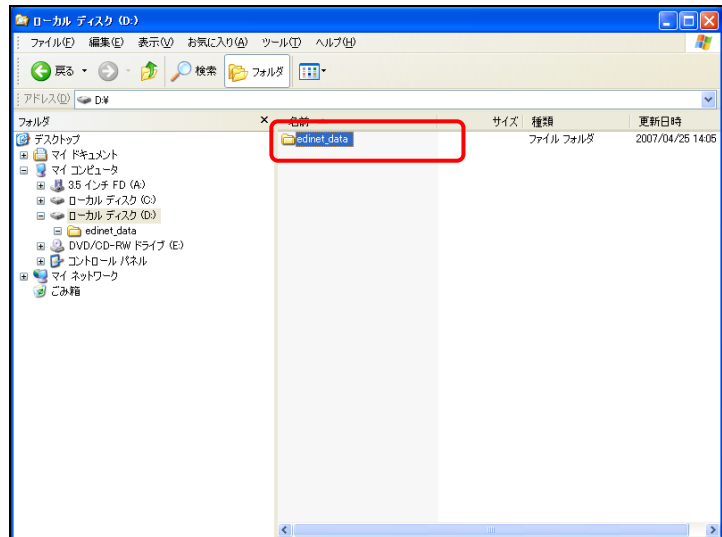 ローカル ディスク (D:)
ファイル(F) 編集(E) 表示(V) お気に入り(A) ツール(T) ヘルプ(H)
戻る 検索 フォルダ
アドレス(D) D:¥
フォルダ × 名前 サイズ 種類 更新日時
デスクトップ
マイ ドキュメント
マイ コンピュータ
3.5 インチ FD (A:)
ローカル ディスク (C:)
ローカル ディスク (D:)
edinet_data
DVD/CD-RW ドライブ (E:)
コントロール パネル
マイ ネットワーク
ごみ箱
edinet_data ファイル フォルダ 2007/04/25 14:05